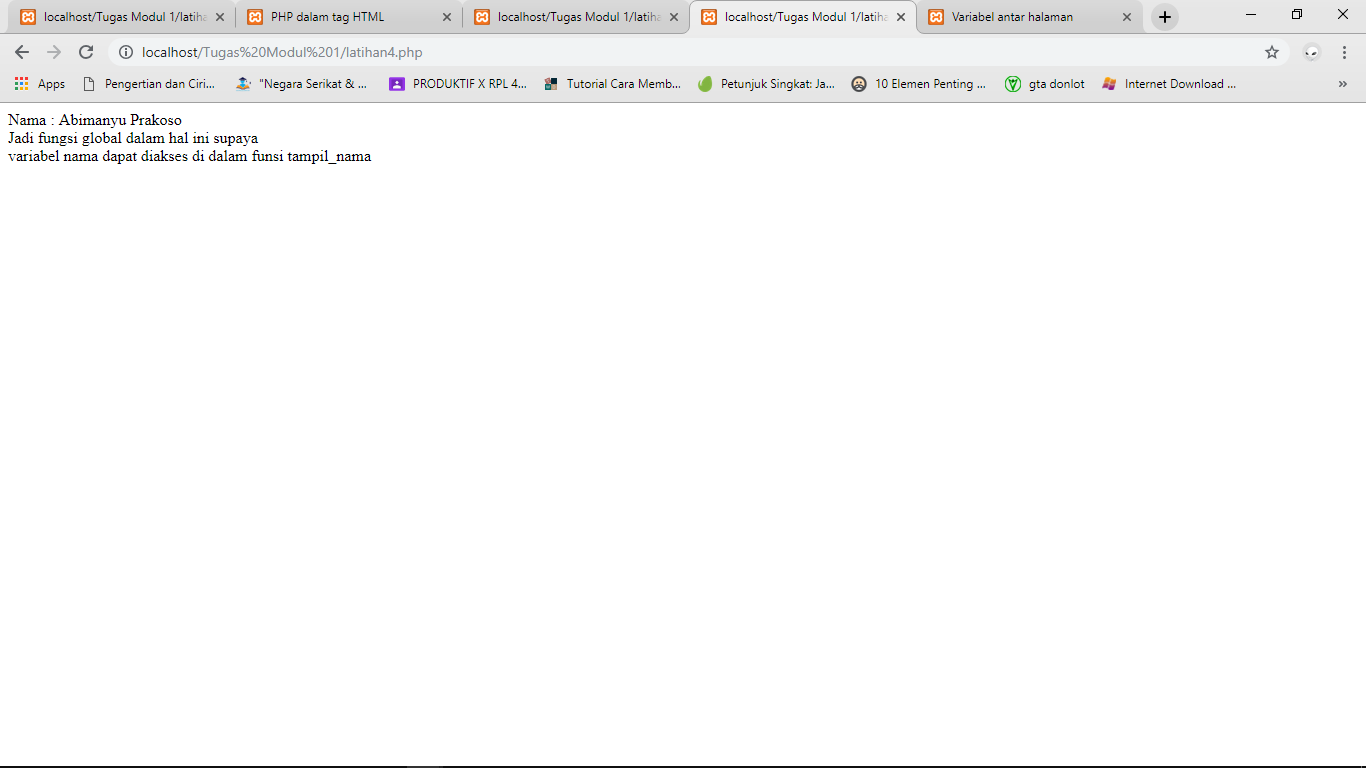 localhost/Tugas Modul 1/latiha
PHP dalam tag HTML
localhost/Tugas Modul 1/latiha
localhost/Tugas Modul 1/latiha
Variabel antar halaman
localhost/Tugas%20Modul%201/latihan4.php
Apps
Pengertian dan Ciri...
"Negara Serikat & ...
PRODUKTIF X RPL 4...
Tutorial Cara Memb...
Petunjuk Singkat: Ja...
10 Elemen Penting ...
gta donlot
Internet Download ...
Nama : Abimanyu Prakoso
Jadi fungsi global dalam hal ini supaya
variabel nama dapat diakses di dalam funsi tampil_nama